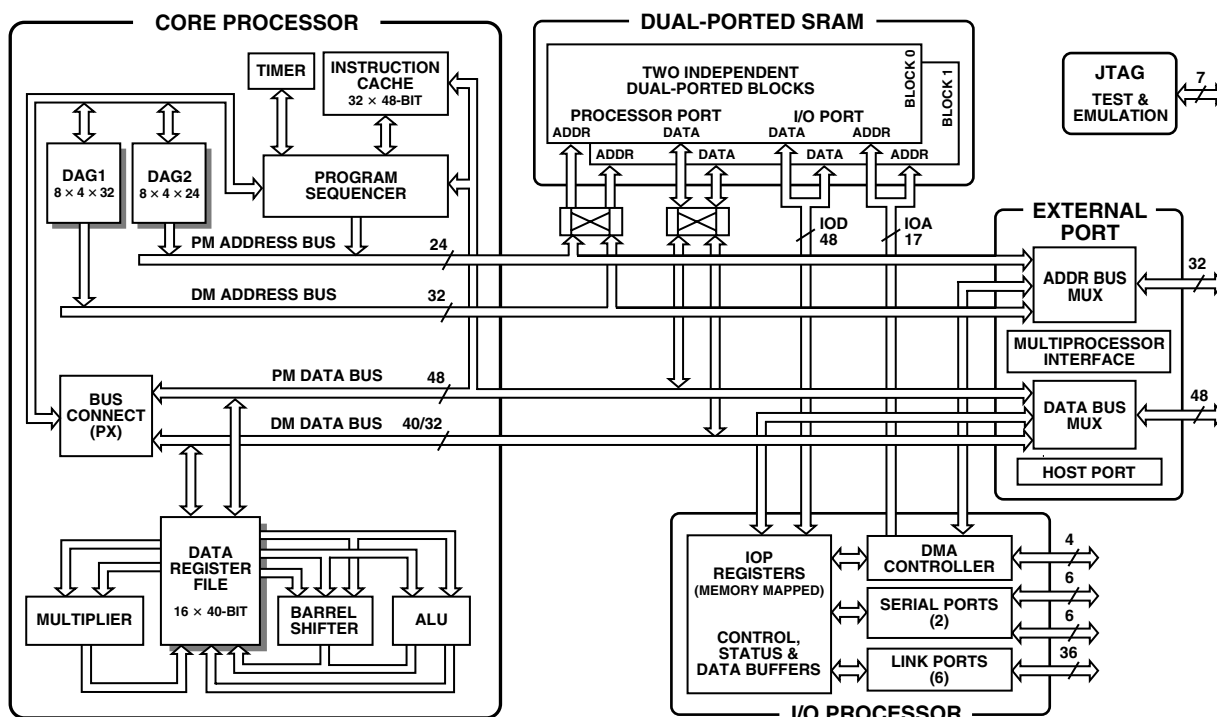 CORE PROCESSOR
TIMER
INSTRUCTION
CACHE
32 × 48-BIT
DAG1
8 × 4 × 32
DAG2
8 × 4 × 24
PROGRAM
SEQUENCER
PM ADDRESS BUS
24
DM ADDRESS BUS
32
BUS
CONNECT
(PX)
PM DATA BUS
48
DM DATA BUS
40/32
DATA
REGISTER
FILE
16 × 40-BIT
MULTIPLIER
BARREL
SHIFTER
ALU
DUAL-PORTED SRAM
TWO INDEPENDENT
DUAL-PORTED BLOCKS
BLOCK 0
BLOCK 1
PROCESSOR PORT
I/O PORT
ADDR
DATA
DATA
ADDR
ADDR
DATA
DATA
ADDR
IOD
48
IOA
17
JTAG
TEST &
EMULATION
7
EXTERNAL
PORT
ADDR BUS
MUX
32
MULTIPROCESSOR
INTERFACE
DATA BUS
MUX
48
HOST PORT
IOP
REGISTERS
(MEMORY MAPPED)
CONTROL,
STATUS &
DATA BUFFERS
DMA
CONTROLLER
4
SERIAL PORTS
(2)
6
6
LINK PORTS
(6)
36
I/O PROCESSOR